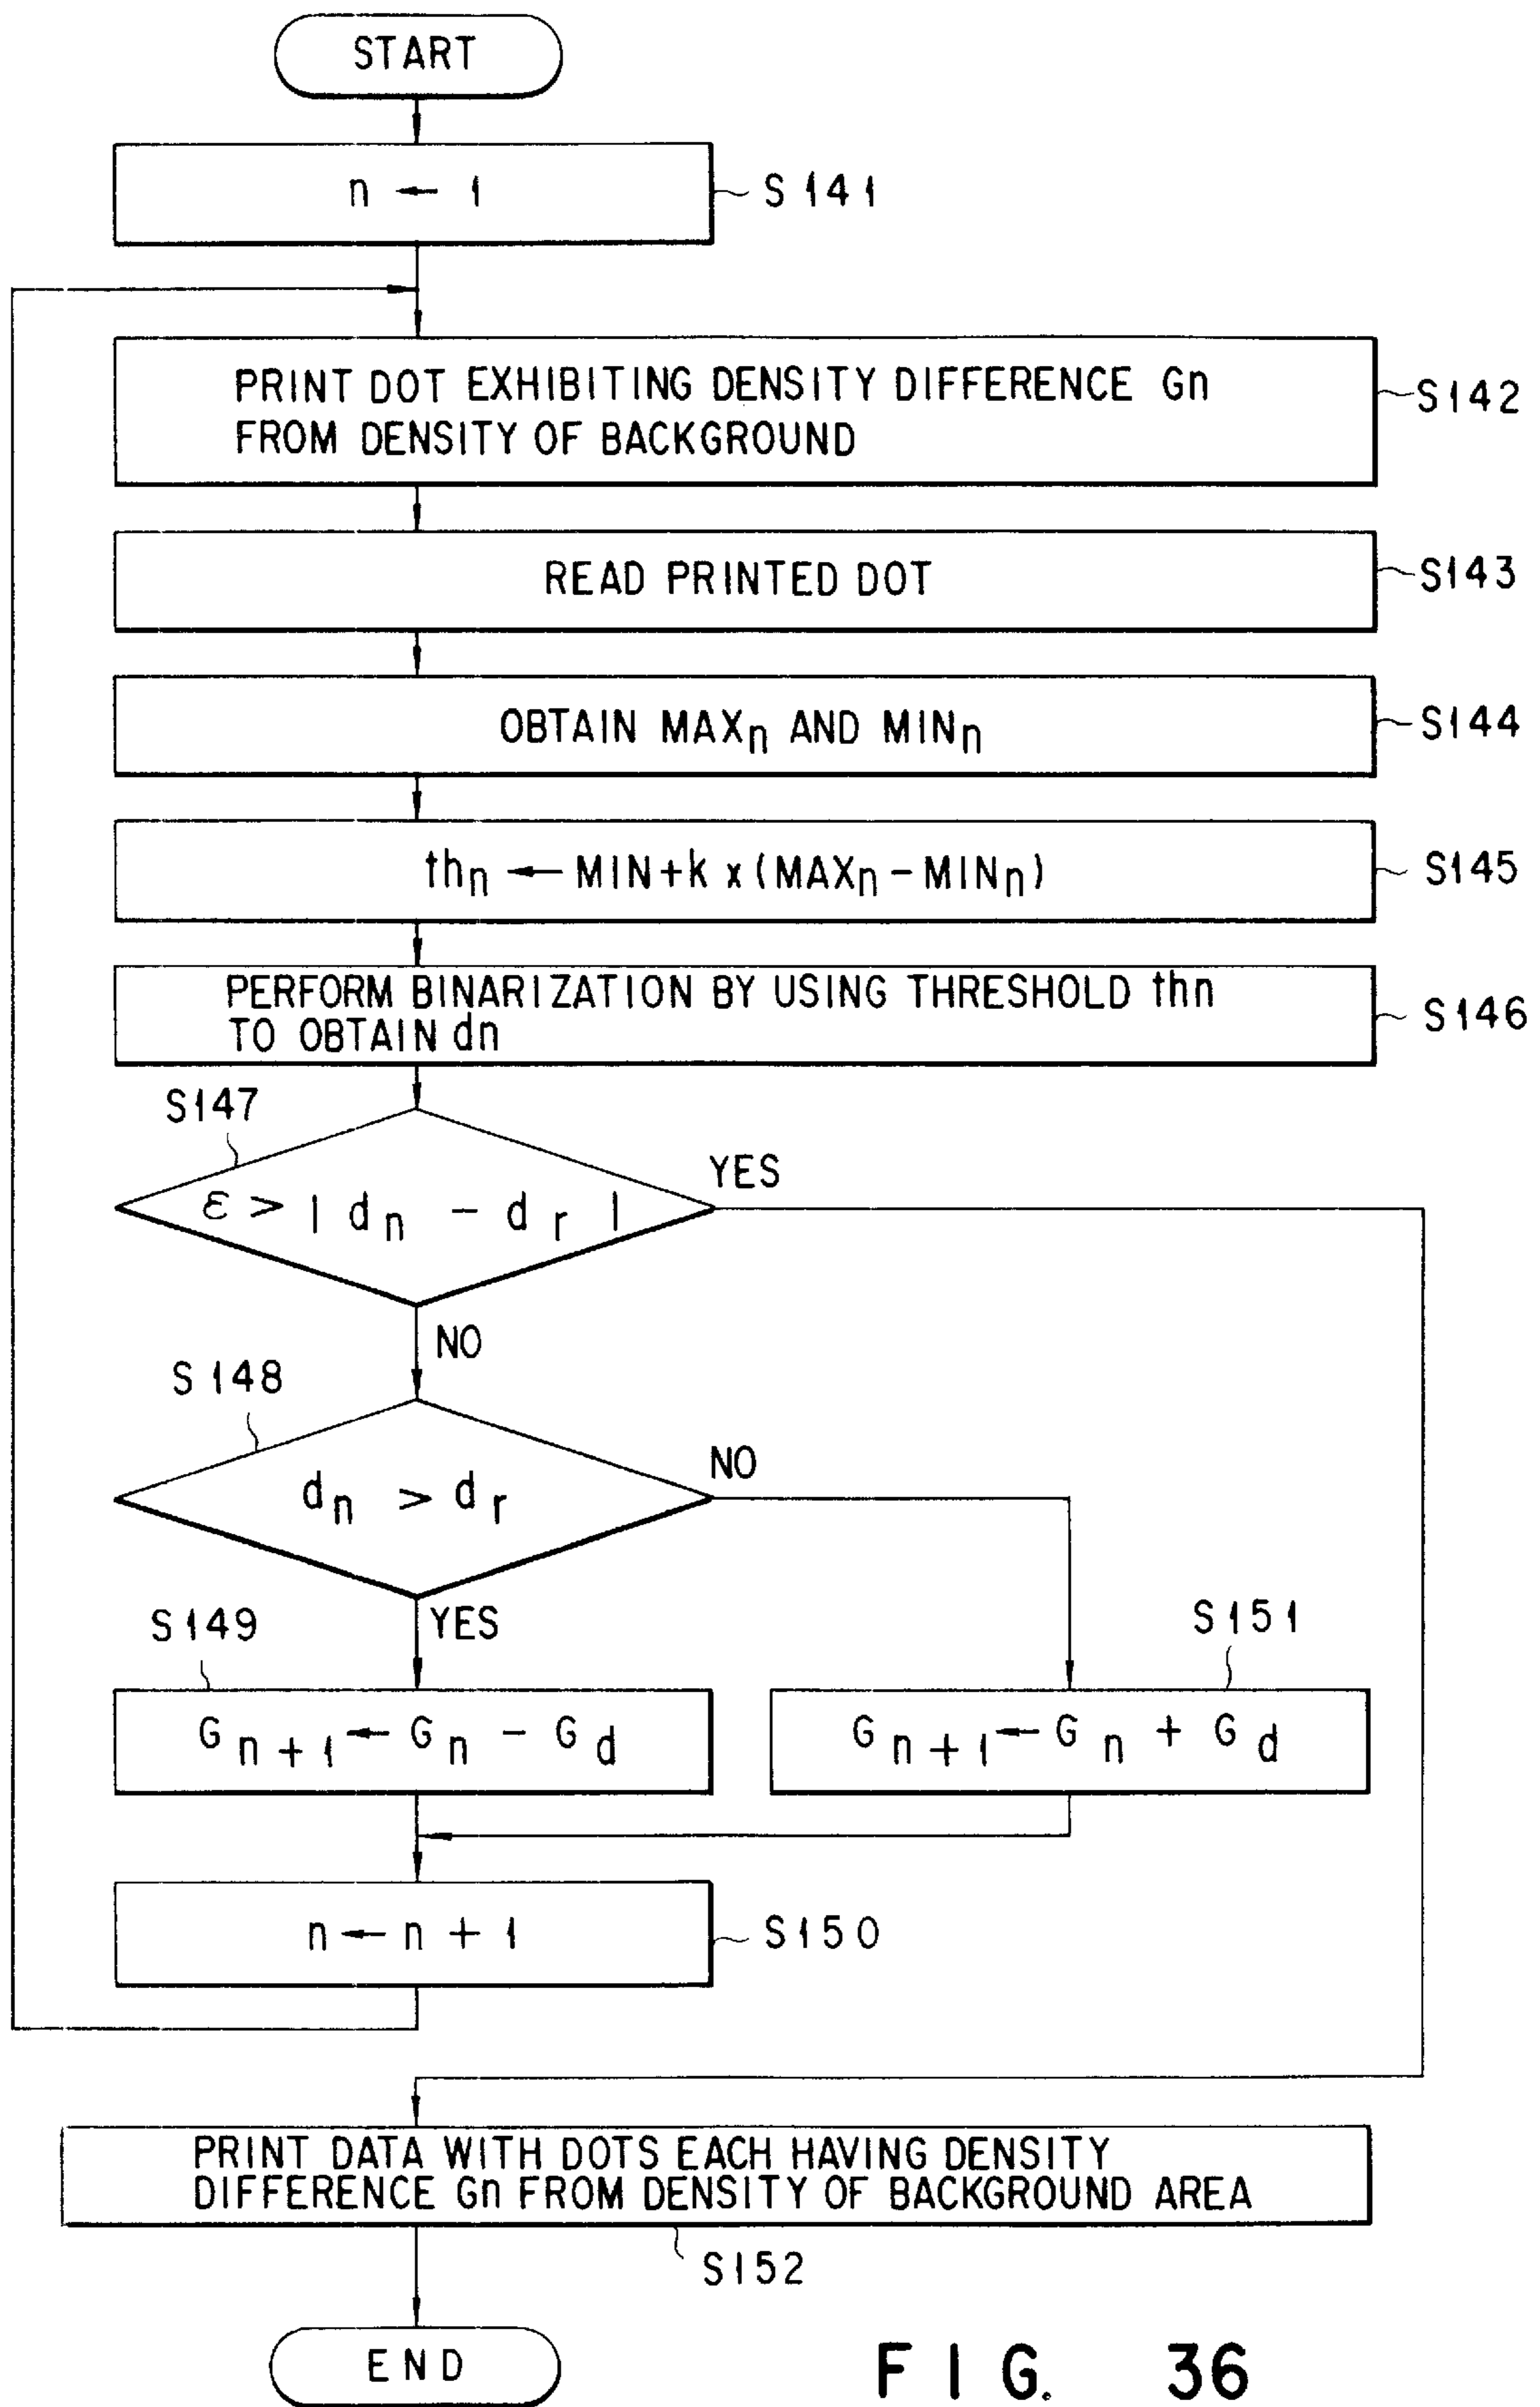 START
n ← 1
S141
PRINT DOT EXHIBITING DENSITY DIFFERENCE Gn
FROM DENSITY OF BACKGROUND
S142
READ PRINTED DOT
S143
OBTAIN MAXn AND MINn
S144
thn ← MIN+k x (MAXn - MINn)
S145
PERFORM BINARIZATION BY USING THRESHOLD thn
TO OBTAIN dn
S146
S147
ε > | dn - dr |
YES
NO
S148
dn > dr
NO
YES
S149
Gn+1 ← Gn - Gd
S151
Gn+1 ← Gn + Gd
n ← n + 1
S150
PRINT DATA WITH DOTS EACH HAVING DENSITY
DIFFERENCE Gn FROM DENSITY OF BACKGROUND AREA
S152
END
FIG. 36